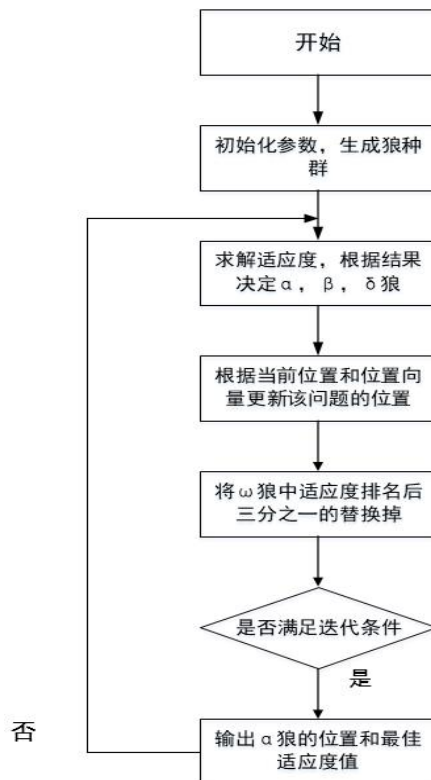 开始
初始化参数，生成狼种
群
求解适应度，根据结果
决定α，β，δ狼
根据当前位置和位置向
量更新该问题的位置
将ω狼中适应度排名后
三分之一的替换掉
是否满足迭代条件
是
否
输出α狼的位置和最佳
适应度值